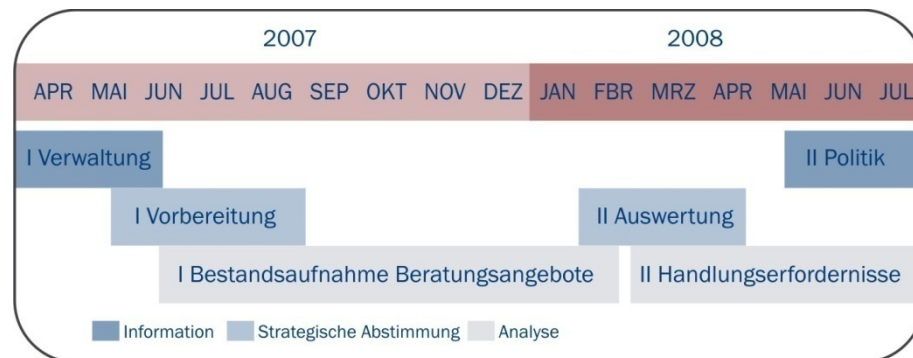 2007 2008
APR MAI JUN JUL AUG SEP OKT NOV DEZ JAN FBR MRZ APR MAI JUN JUL
I Verwaltung II Politik
I Vorbereitung II Auswertung
I Bestandsaufnahme Beratungsangebote II Handlungserfordernisse
Information Strategische Abstimmung Analyse